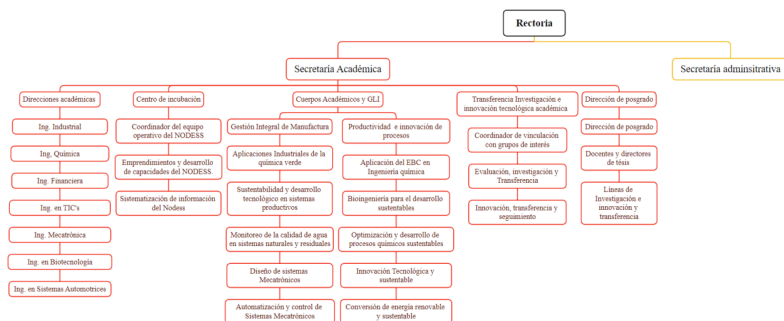 Rectoría
Secretaría Académica
Secretaría adminsitrativa
Direcciones académicas
Ing. Industrial
Ing, Química
Ing. Financiera
Ing. en TIC's
Ing. Mecatrónica
Ing. en Biotecnología
Ing. en Sistemas Automotrices
Centro de incubación
Coordinador del equipo
operativo del NODESS
Emprendimientos y desarrollo
de capacidades del NODESS.
Sistematización de información
del Nodess
Cuerpos Académicos y GLI
Gestión Integral de Manufactura
Aplicaciones Industriales de la
química verde
Sustentabilidad y desarrollo
tecnológico en sistemas
productivos
Monitoreo de la calidad de agua
en sistemas naturales y residuales
Diseño de sistemas
Mecatrónicos
Automatización y control de
Sistemas Mecatrónicos
Productividad e innovación de
procesos
Aplicación del EBC en
Ingeniería química
Bioingeniería para el desarrollo
sustentables
Optimización y desarrollo de
procesos químicos sustentables
Innovación Tecnológica y
sustentable
Conversión de energía renovable
y sustentable
Transferencia Investigación e
innovación tecnológica académica
Coordinador de vinculación
con grupos de interés
Evaluación, investigación y
Transferencia
Innovación, transferencia y
seguimiento
Dirección de posgrado
Dirección de posgrado
Docentes y directores
de tésis
Líneas de
Investigación e
innovación y
transferencia